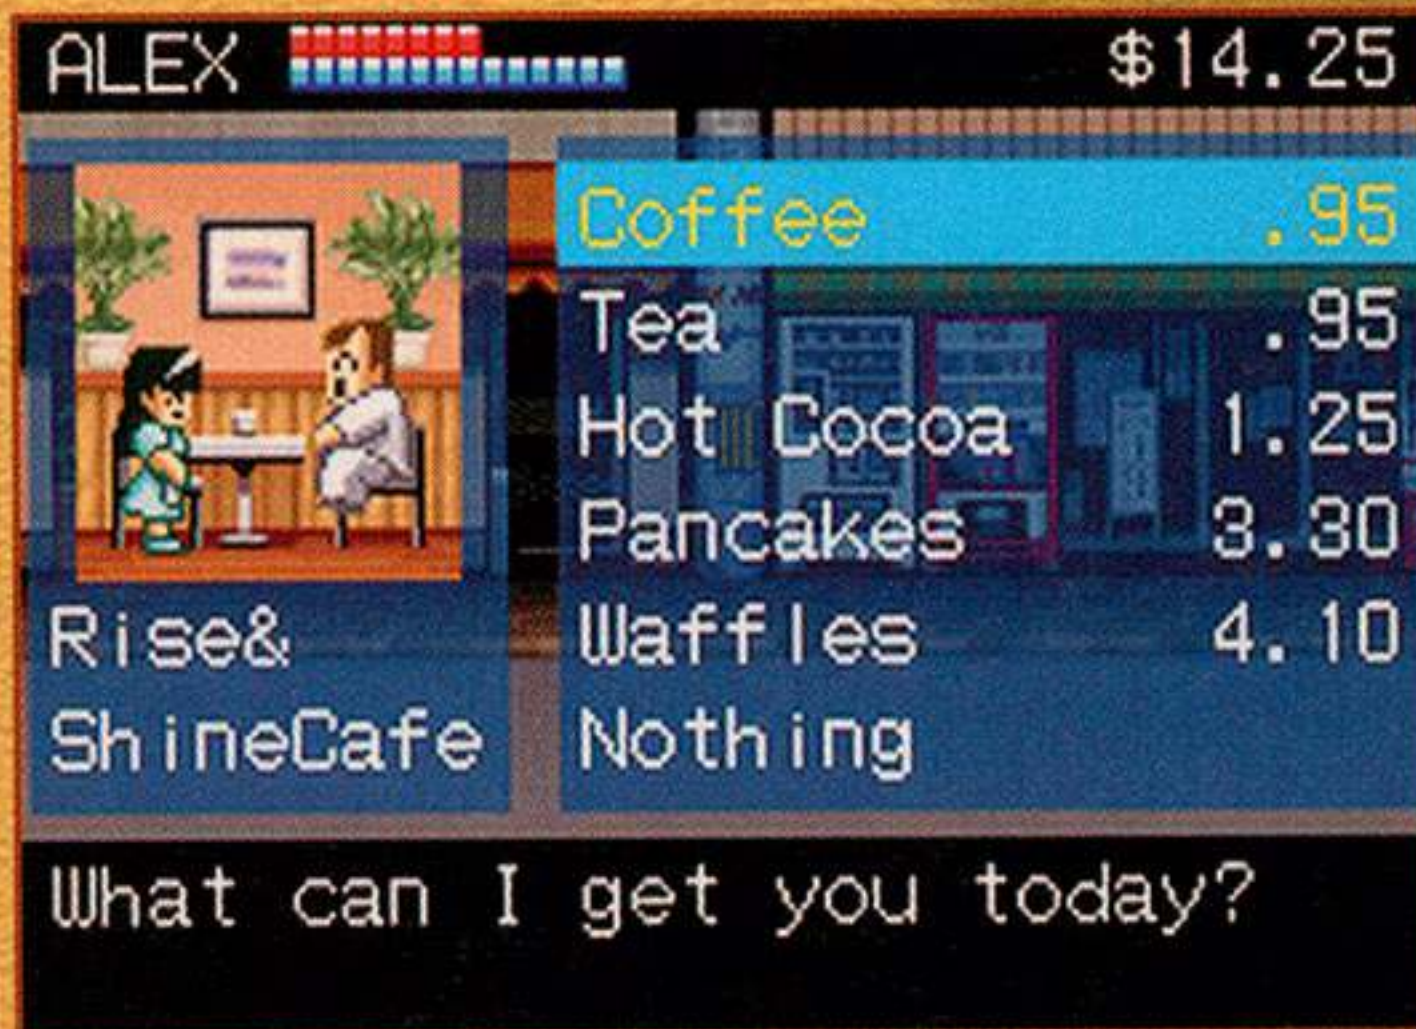 ALEX $14.25
Coffee .95
Tea .95
Hot Cocoa 1.25
Pancakes 3.30
Waffles 4.10
Nothing
Rise&
ShineCafe
What can I get you today?